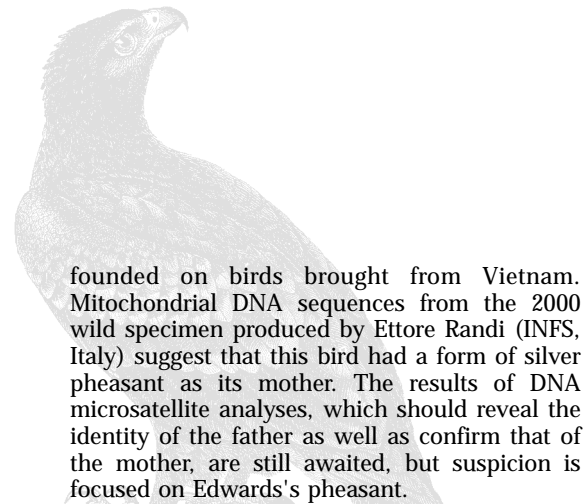 founded on birds brought from Vietnam.
Mitochondrial DNA sequences from the 2000
wild specimen produced by Ettore Randi (INFS,
Italy) suggest that this bird had a form of silver
pheasant as its mother. The results of DNA
microsatellite analyses, which should reveal the
identity of the father as well as confirm that of
the mother, are still awaited, but suspicion is
focused on Edwards's pheasant.